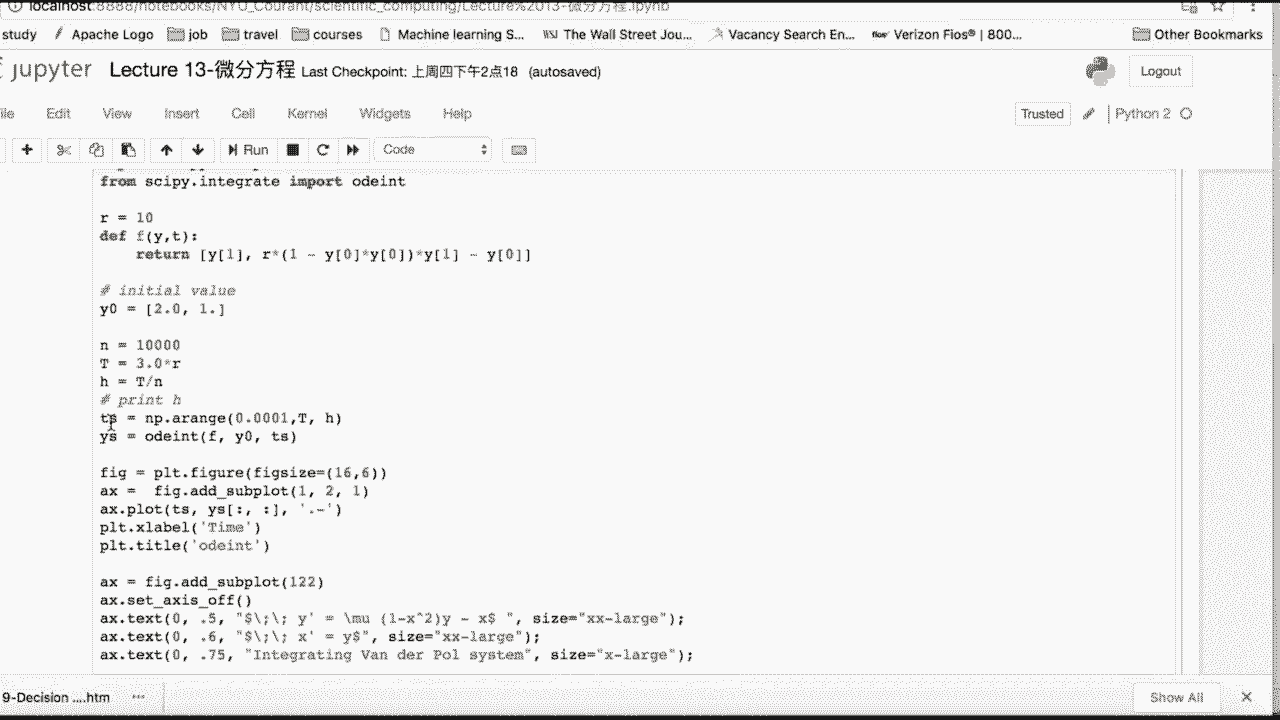 localhost:8888/notebooks/NYU_Courant/scientific_computing/Lecture%2013-微分方程.ipynb
study Apache Logo job travel courses Machine learning S... WSJ The Wall Street Jou... Vacancy Search En... fios Verizon Fios® | 800... Other Bookmarks
jupyter Lecture 13-微分方程 Last Checkpoint: 上周四下午2点18 (autosaved) Logout
ile Edit View Insert Cell Kernel Widgets Help Trusted Python 2
Run Code
from scipy.integrate import odeint
r = 10
def f(y,t):
return [y[1], r*(1 - y[0]*y[0])*y[1] - y[0]]
# initial value
y0 = [2.0, 1.]
n = 10000
T = 3.0*r
h = T/n
# print h
ts = np.arange(0.0001,T, h)
ys = odeint(f, y0, ts)
fig = plt.figure(figsize=(16,6))
ax =  fig.add_subplot(1, 2, 1)
ax.plot(ts, ys[:, :], '.-')
plt.xlabel('Time')
plt.title('odeint')
ax = fig.add_subplot(122)
ax.set_axis_off()
ax.text(0, .5, "$\;\; y' = \mu (1-x^2)y - x$ ", size="xx-large");
ax.text(0, .6, "$\;\; x' = y$", size="xx-large");
ax.text(0, .75, "Integrating Van der Pol system", size="x-large");
9-Decision ....htm Show All